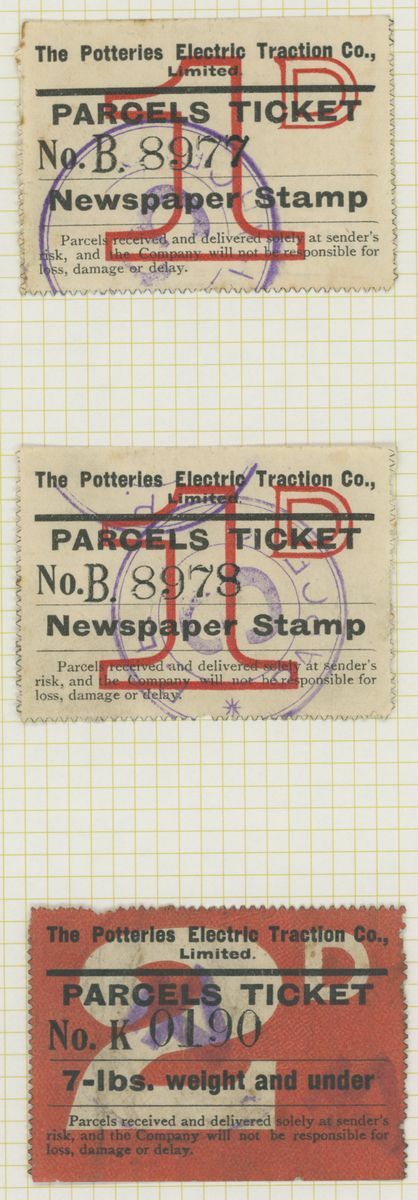 The Potteries Electric Traction Co.,
Limited.
1D
PARCELS TICKET
No. B. 8977
Newspaper Stamp
Parcels received and delivered solely at sender's
risk, and the Company will not be responsible for
loss, damage or delay.
The Potteries Electric Traction Co.,
Limited.
1D
PARCELS TICKET
No. B. 8978
Newspaper Stamp
Parcels received and delivered solely at sender's
risk, and the Company will not be responsible for
loss, damage or delay.
The Potteries Electric Traction Co.,
Limited.
2D
PARCELS TICKET
No. K 0190
7-lbs. weight and under
Parcels received and delivered solely at sender's
risk, and the Company will not be responsible for
loss, damage or delay.